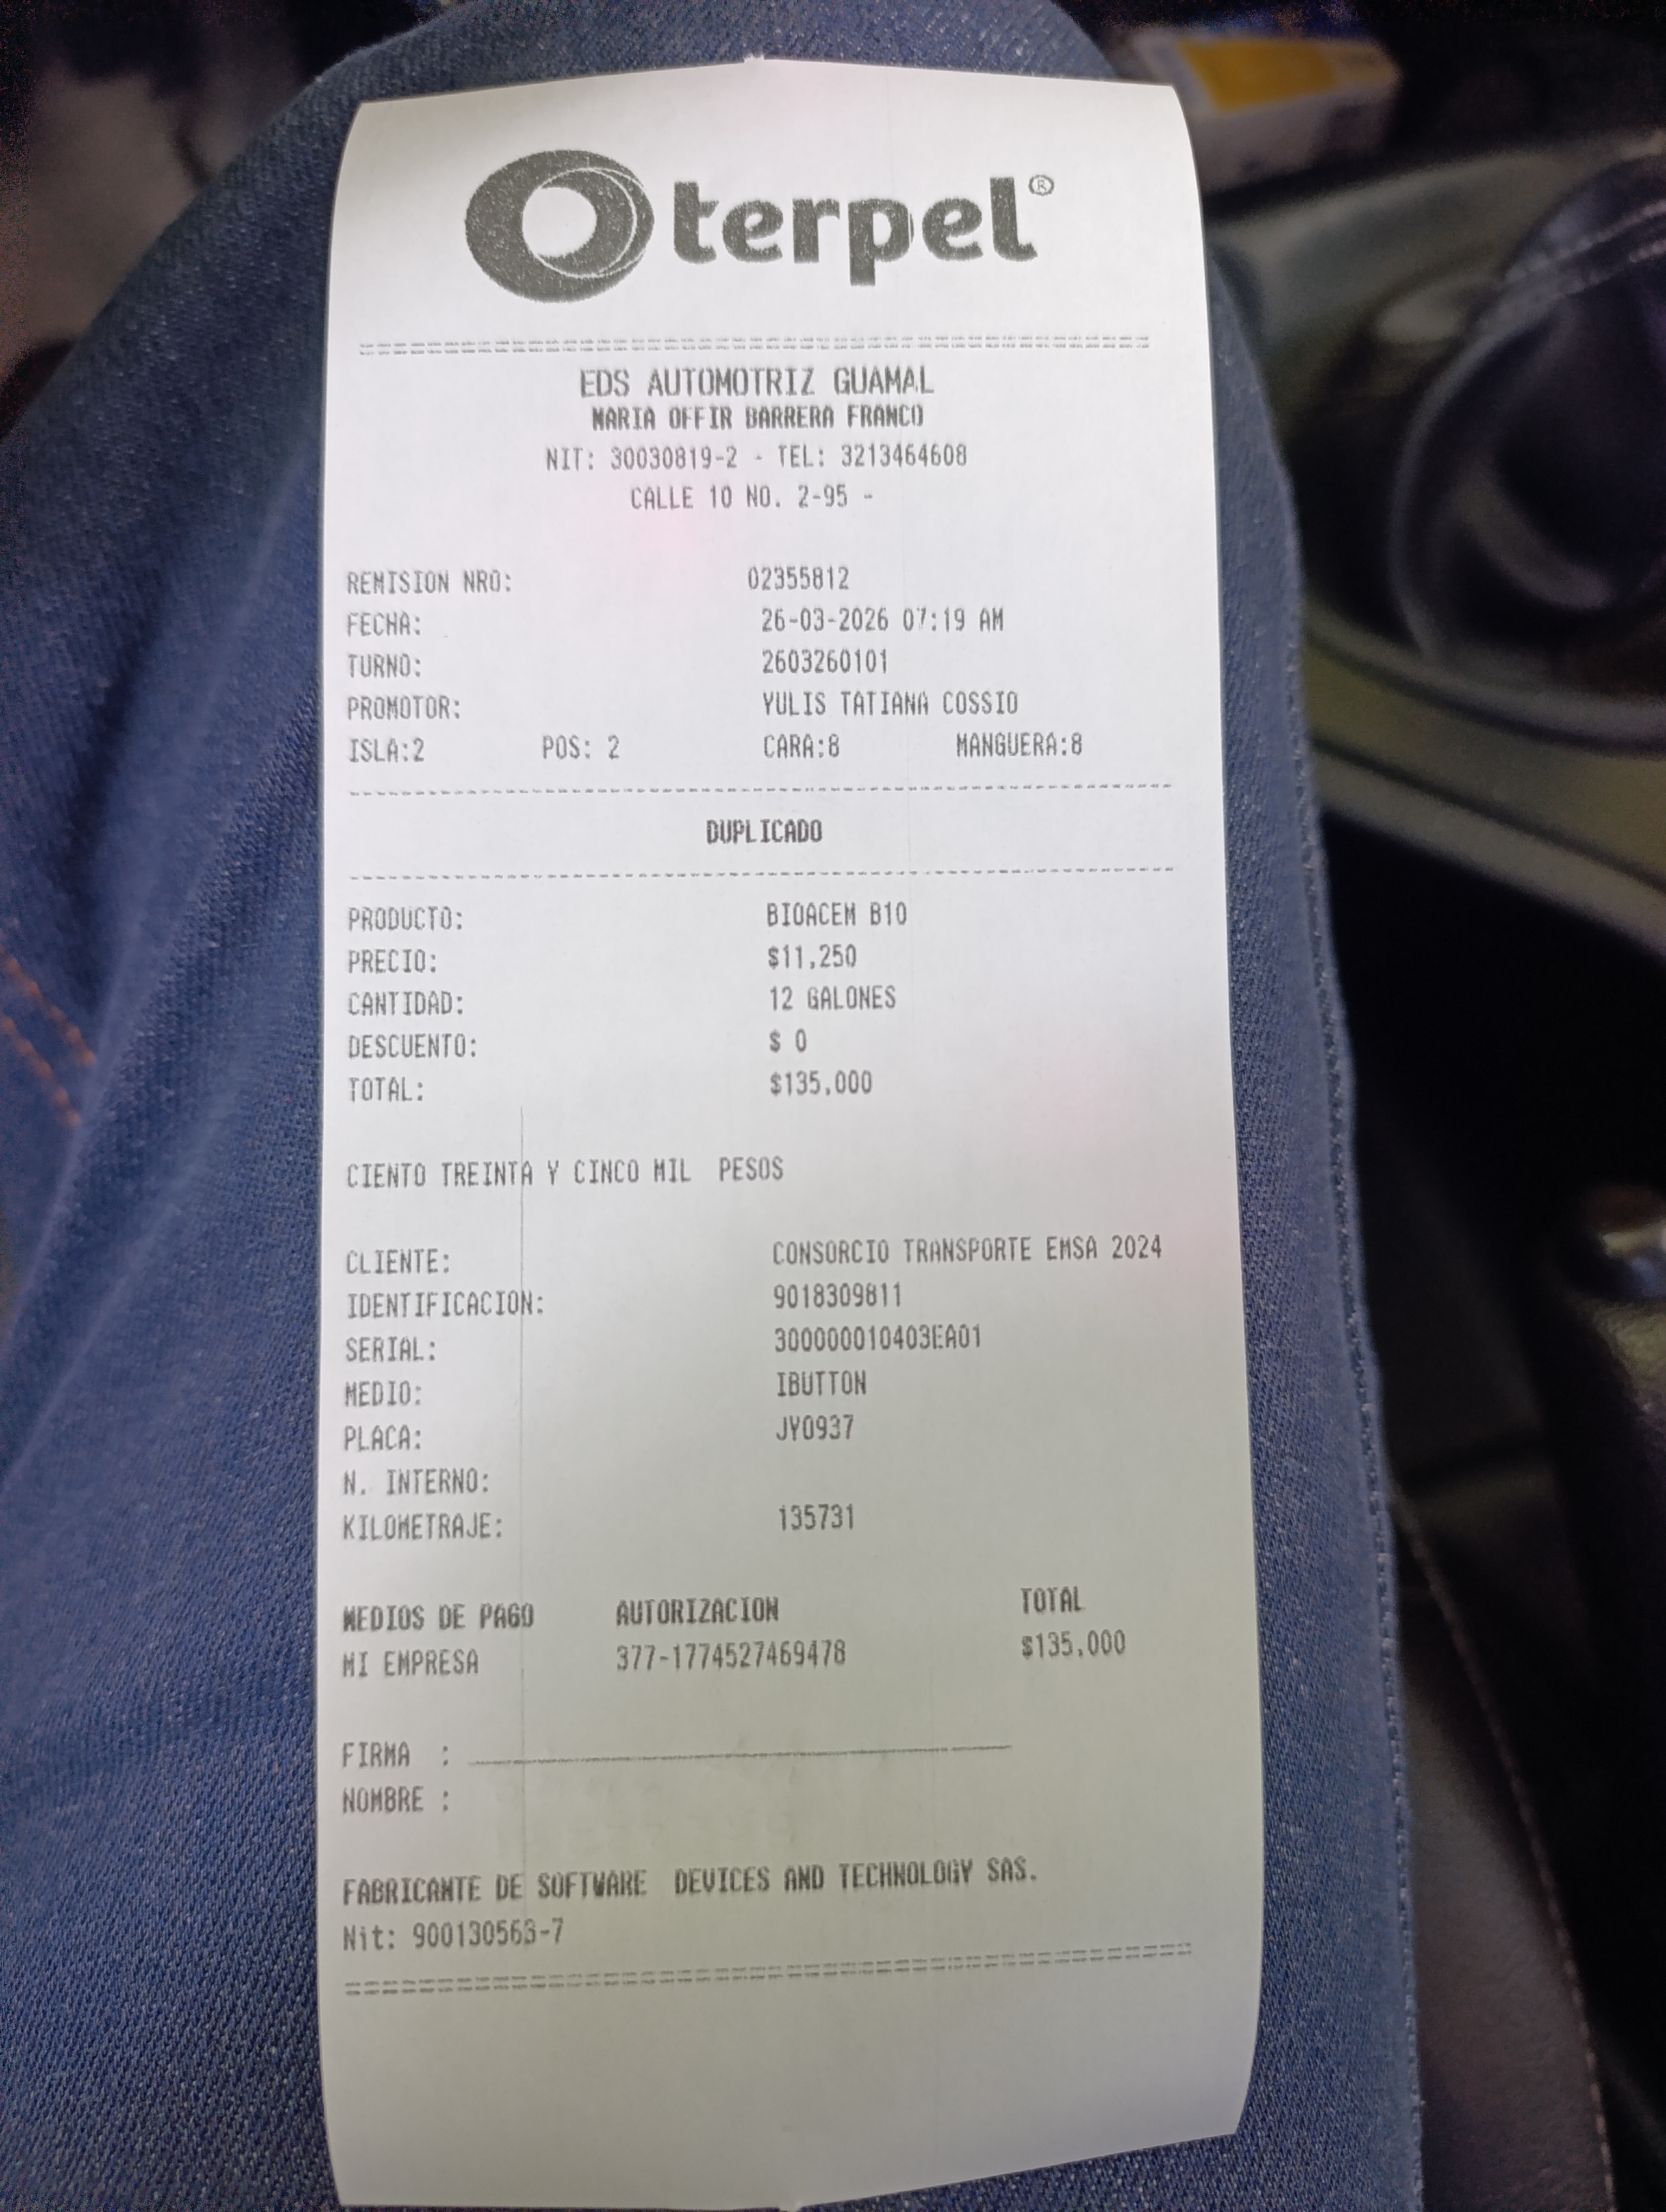 terpel®
EDS AUTOMOTRIZ GUAMAL
MARIA OFFIR BARRERA FRANCO
NIT: 30030819-2 - TEL: 3213464608
CALLE 10 NO. 2-95 -
REMISION NRO: 02355812
FECHA: 26-03-2026 07:19 AM
TURNO: 2603260101
PROMOTOR: YULIS TATIANA COSSIO
ISLA:2 POS: 2 CARA:8 MANGUERA:8
DUPLICADO
PRODUCTO: BIOACEM B10
PRECIO: $11,250
CANTIDAD: 12 GALONES
DESCUENTO: $ 0
TOTAL: $135,000
CIENTO TREINTA Y CINCO MIL PESOS
CLIENTE: CONSORCIO TRANSPORTE EMSA 2024
IDENTIFICACION: 9018309811
SERIAL: 300000010403EA01
MEDIO: IBUTTON
PLACA: JYO937
N. INTERNO:
KILOMETRAJE: 135731
MEDIOS DE PAGO AUTORIZACION TOTAL
MI EMPRESA 377-1774527469478 $135,000
FIRMA :
NOMBRE :
FABRICANTE DE SOFTWARE DEVICES AND TECHNOLOGY SAS.
Nit: 900130563-7